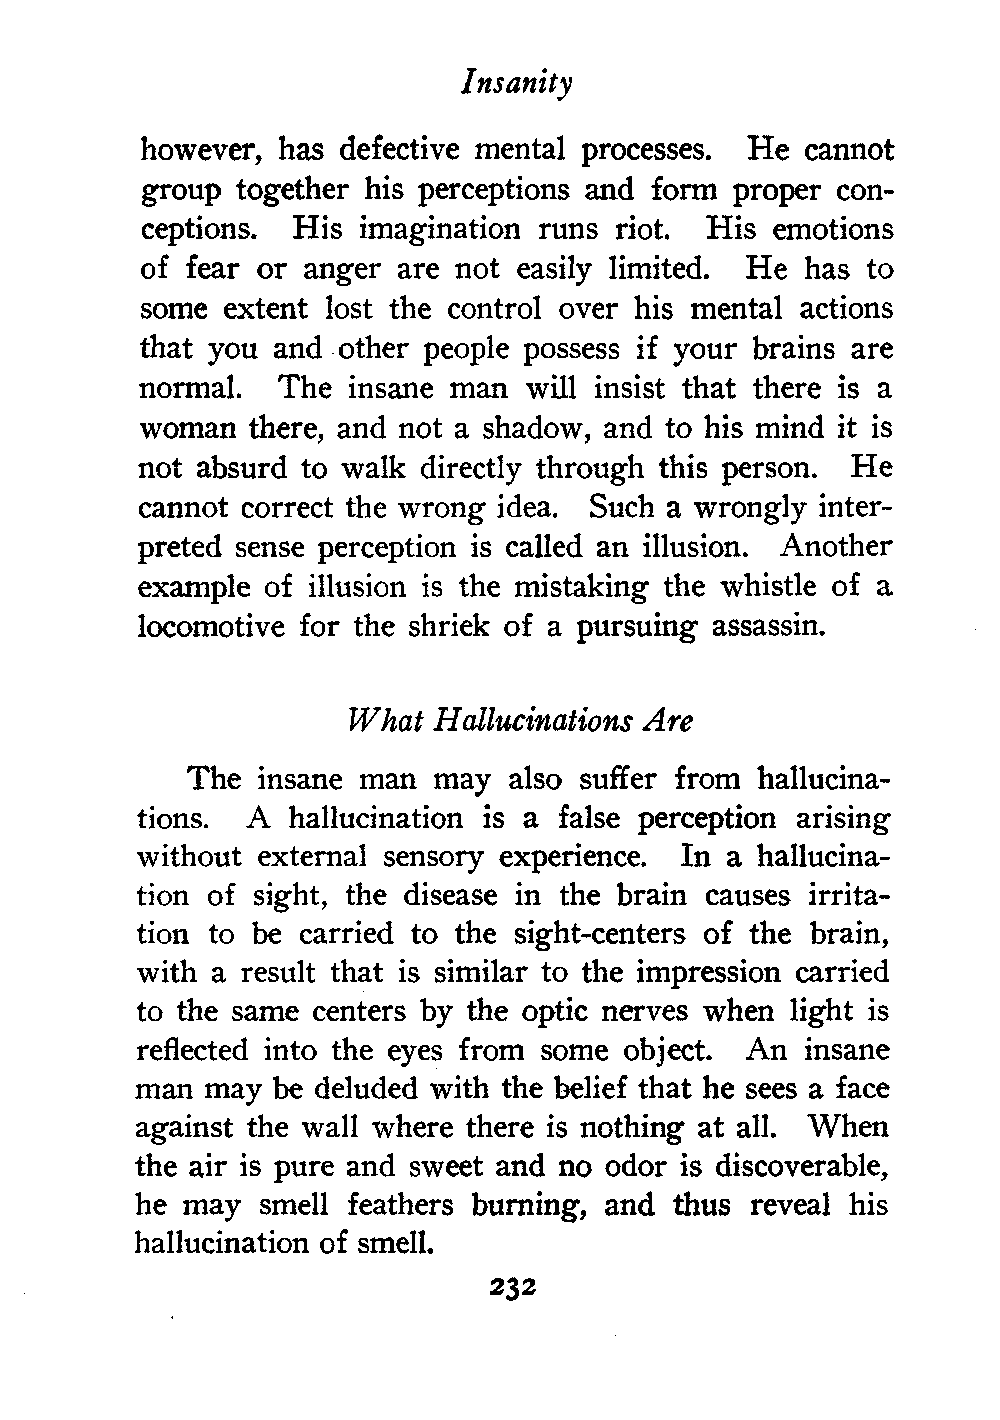 Insanity
however, has defective mental processes. He cannot
group together his perceptions and form proper con-
ceptions. His imagination runs riot. His emotions
of fear or anger are not easily limited. He has to
some extent lost the control over his mental actions
that you and other people possess if your brains are
normal. The insane man will insist that there is a
woman there, and not a shadow, and to his mind it is
not absurd to walk directly through this person. He
cannot correct the wrong idea. Such a wrongly inter-
preted sense perception is called an illusion. Another
example of illusion is the mistaking the whistle of a
locomotive for the shriek of a pursuing assassin.
What Hallucinations Are
The insane man may also suffer from hallucina-
tions. A hallucination is a false perception arising
without external sensory experience. In a hallucina-
tion of sight, the disease in the brain causes irrita-
tion to be carried to the sight-centers of the brain,
with a result that is similar to the impression carried
to the same centers by the optic nerves when light is
reflected into the eyes from some object. An insane
man may be deluded with the belief that he sees a face
against the wall where there is nothing at all. When
the air is pure and sweet and no odor is discoverable,
he may smell feathers burning, and thus reveal his
hallucination of smell.
232